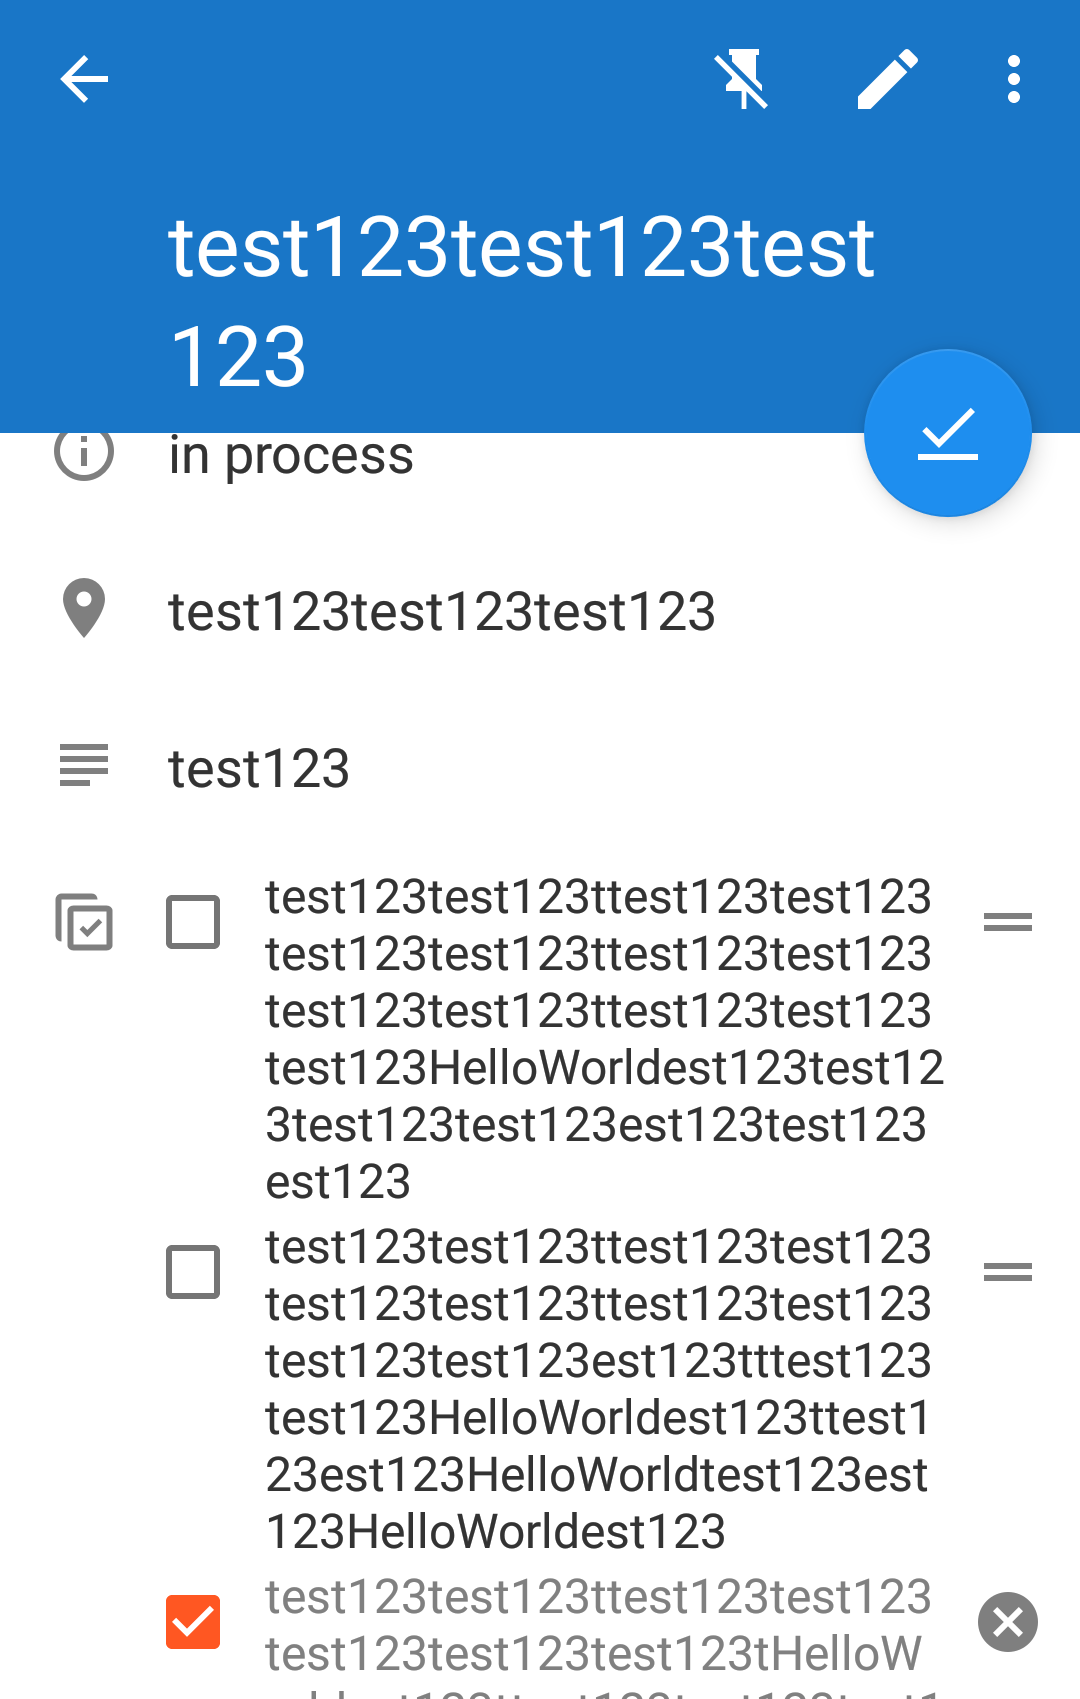 test123test123test
123
in process
test123test123test123
test123
test123test123ttest123test123
test123test123ttest123test123
test123test123ttest123test123
test123HelloWorldest123test12
3test123test123est123test123
est123
test123test123ttest123test123
test123test123ttest123test123
test123test123est123tttest123
test123HelloWorldest123ttest1
23est123HelloWorldtest123est
123HelloWorldest123
test123test123ttest123test123
test123test123test123tHelloW